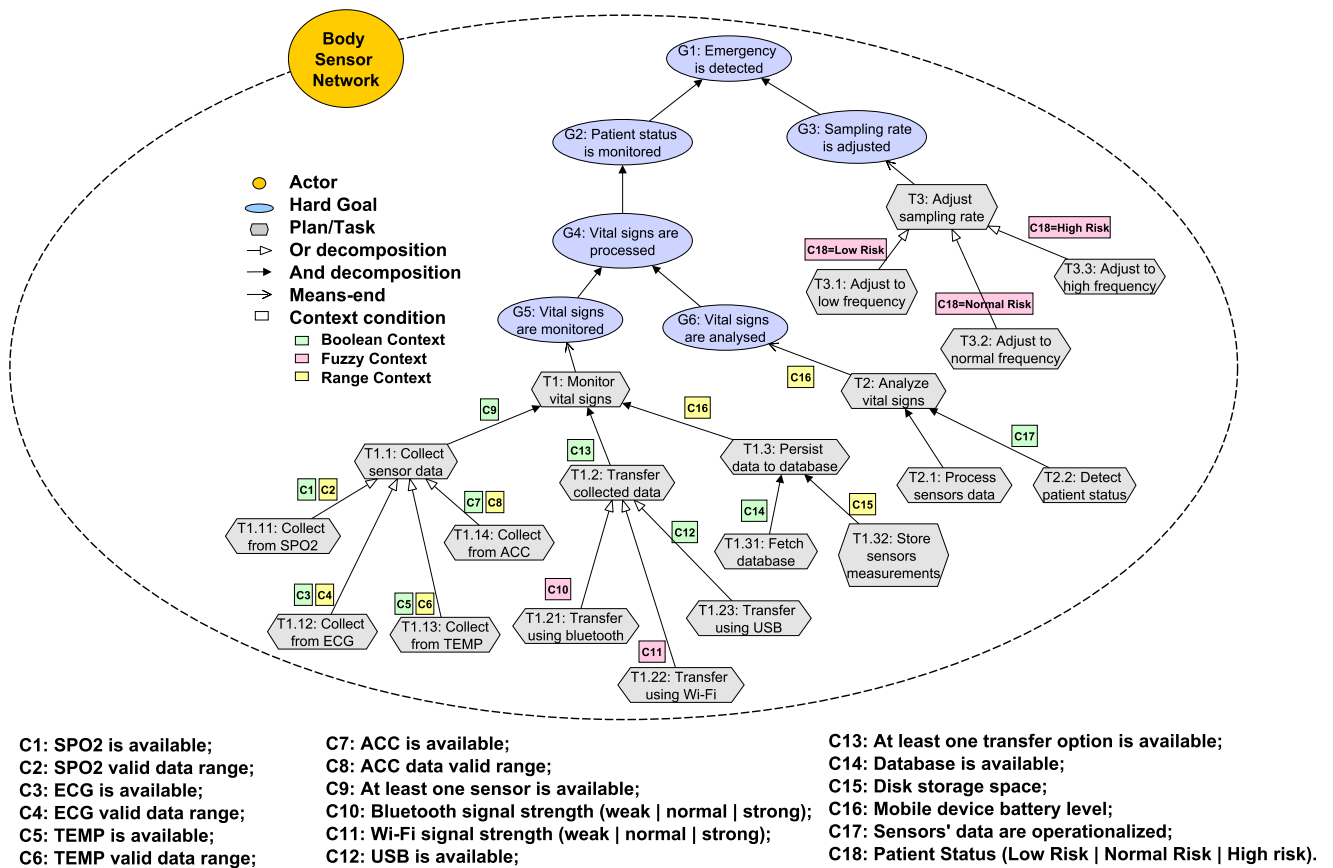 Body
Sensor
Network
G1: Emergency
is detected
G2: Patient status
is monitored
G3: Sampling rate
is adjusted
Actor
Hard Goal
Plan/Task
Or decomposition
And decomposition
Means-end
Context condition
Boolean Context
Fuzzy Context
Range Context
T3: Adjust
sampling rate
C18=High Risk
C18=Low Risk
G4: Vital signs are
processed
T3.1: Adjust to
low frequency
T3.3: Adjust to
high frequency
C18=Normal Risk
T3.2: Adjust to
normal frequency
G5: Vital signs
are monitored
G6: Vital signs
are analysed
C16
T1: Monitor
vital signs
T2: Analyze
vital signs
C9
C16
C13
C17
T1.1: Collect
sensor data
T1.2: Transfer
collected data
T1.3: Persist
data to database
T2.1: Process
sensors data
T2.2: Detect
patient status
C1
C2
C7
C8
C14
C15
C12
T1.11: Collect
from SPO2
T1.14: Collect
from ACC
T1.31: Fetch
database
T1.32: Store
sensors
measurements
C3
C4
C5
C6
C10
T1.12: Collect
from ECG
T1.13: Collect
from TEMP
T1.21: Transfer
using bluetooth
T1.23: Transfer
using USB
C11
T1.22: Transfer
using Wi-Fi
C1: SPO2 is available;
C2: SPO2 valid data range;
C3: ECG is available;
C4: ECG valid data range;
C5: TEMP is available;
C6: TEMP valid data range;
C7: ACC is available;
C8: ACC data valid range;
C9: At least one sensor is available;
C10: Bluetooth signal strength (weak | normal | strong);
C11: Wi-Fi signal strength (weak | normal | strong);
C12: USB is available;
C13: At least one transfer option is available;
C14: Database is available;
C15: Disk storage space;
C16: Mobile device battery level;
C17: Sensors' data are operationalized;
C18: Patient Status (Low Risk | Normal Risk | High risk).